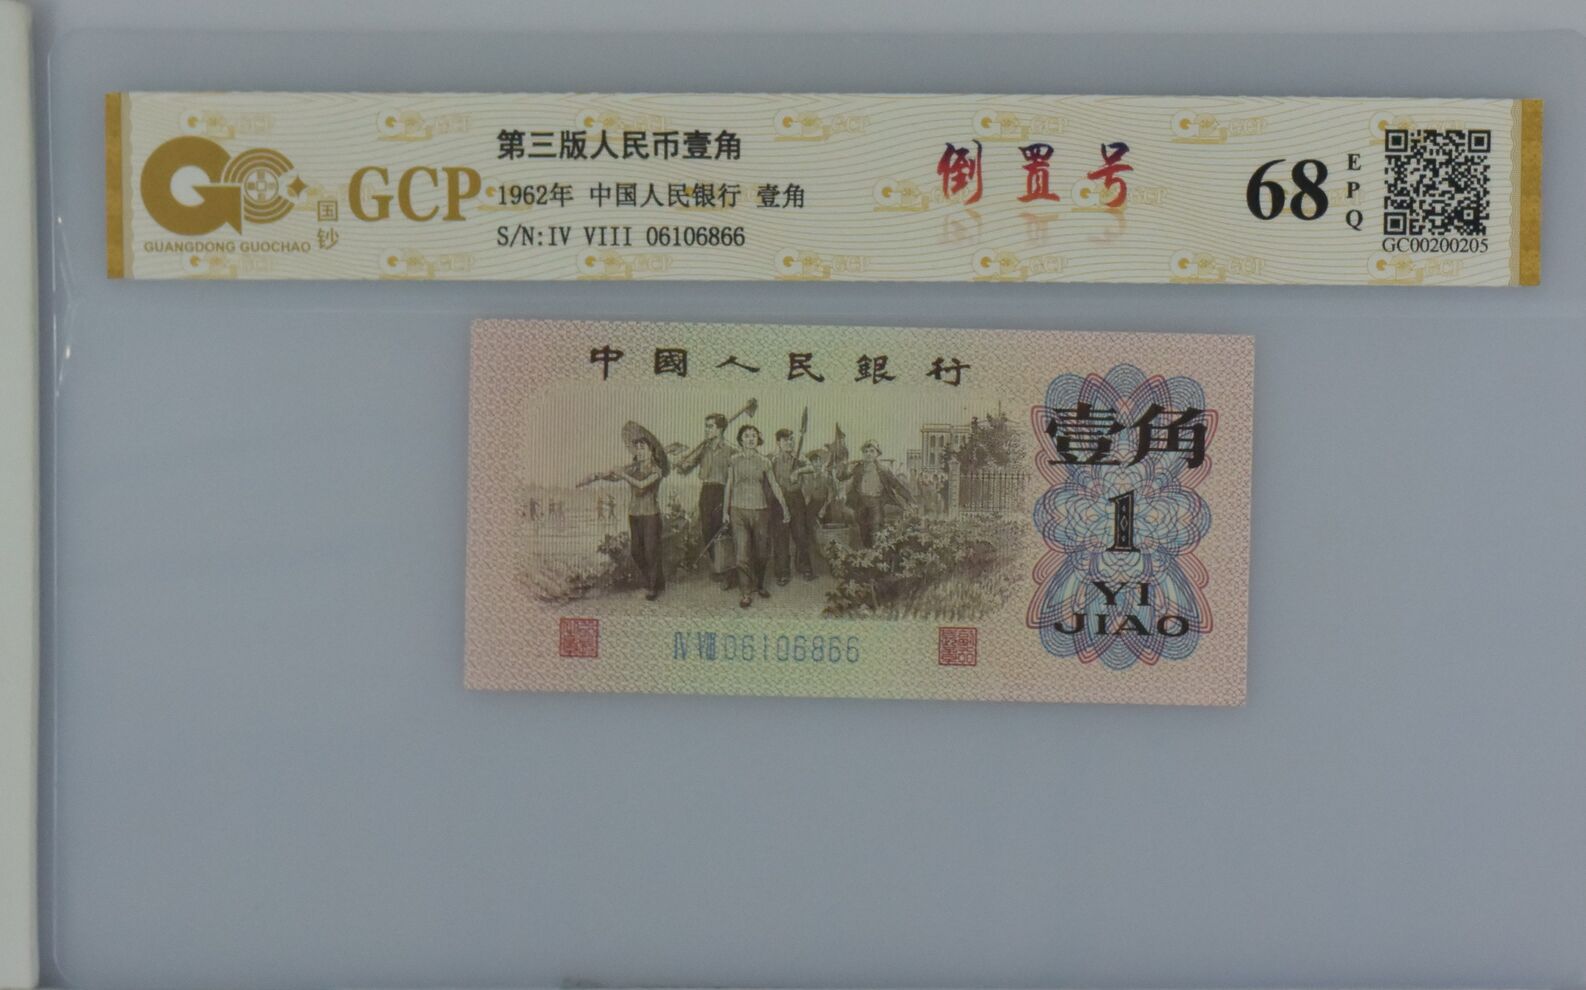 第三版人民币壹角
1962年 中国人民银行 壹角
S/N:IV VIII 06106866
GCP
国钞
GUANGDONG GUOCHAO
倒置号
68
EPQ
GC00200205
中國人民銀行
壹角
1
YI
JIAO
IV VIII 06106866